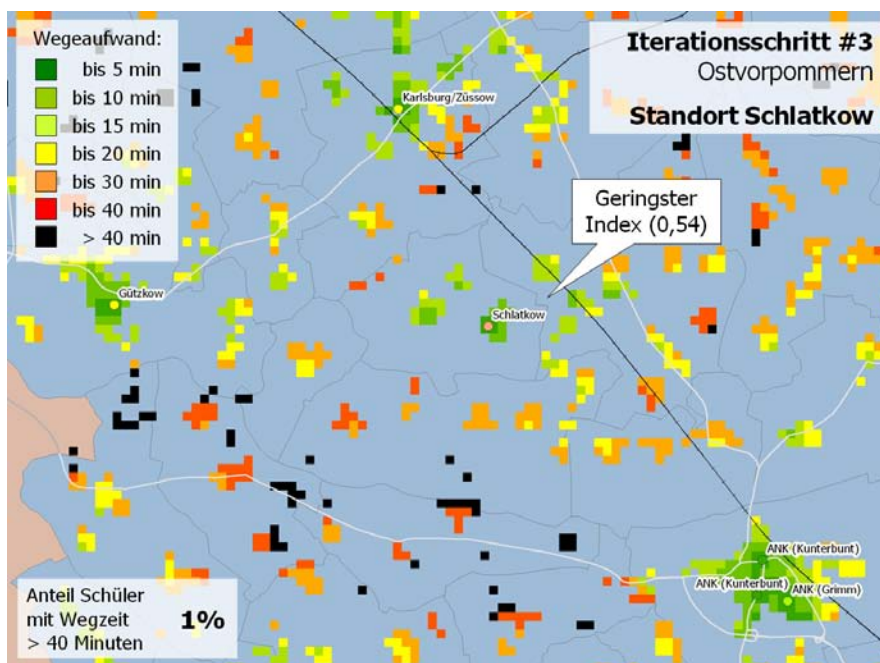 Wegeaufwand:
bis 5 min
bis 10 min
bis 15 min
bis 20 min
bis 30 min
bis 40 min
> 40 min
Iterationsschritt #3
Ostvorpommern
Standort Schlatkow
Karlsburg/Züssow
Geringster
Index (0,54)
Gützkow
Schlatkow
ANK (Kunterbunt)
ANK (Kunterbunt)
ANK (Grimm)
Anteil Schüler
mit Wegzeit
> 40 Minuten
1%